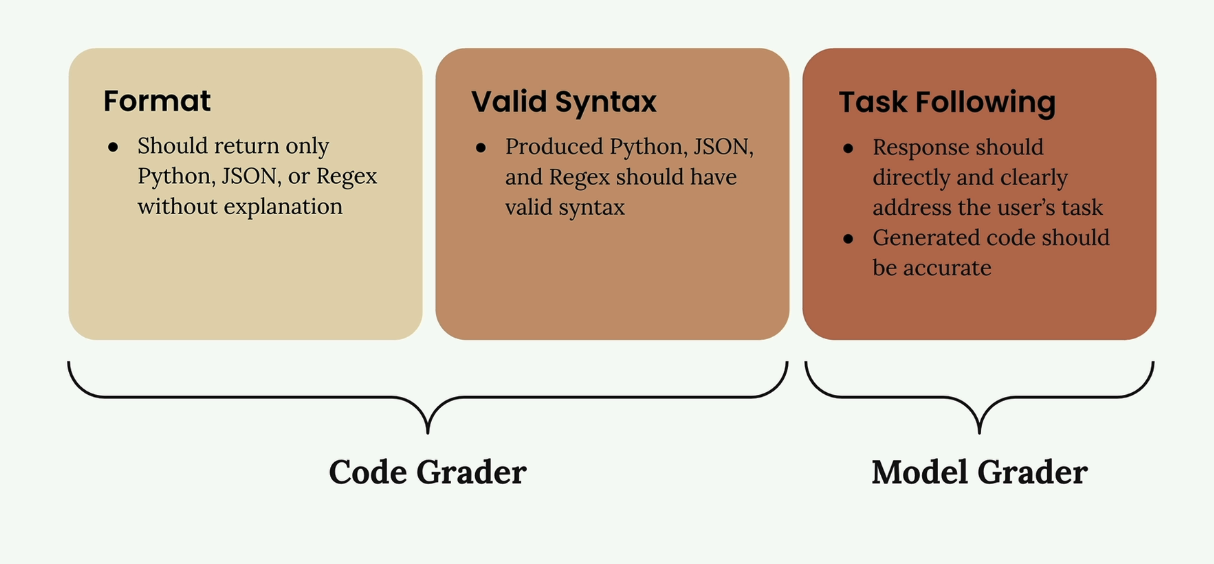 Format
● Should return only
Python, JSON, or Regex
without explanation
Valid Syntax
● Produced Python, JSON,
and Regex should have
valid syntax
Task Following
● Response should
directly and clearly
address the user’s task
● Generated code should
be accurate
Code Grader
Model Grader